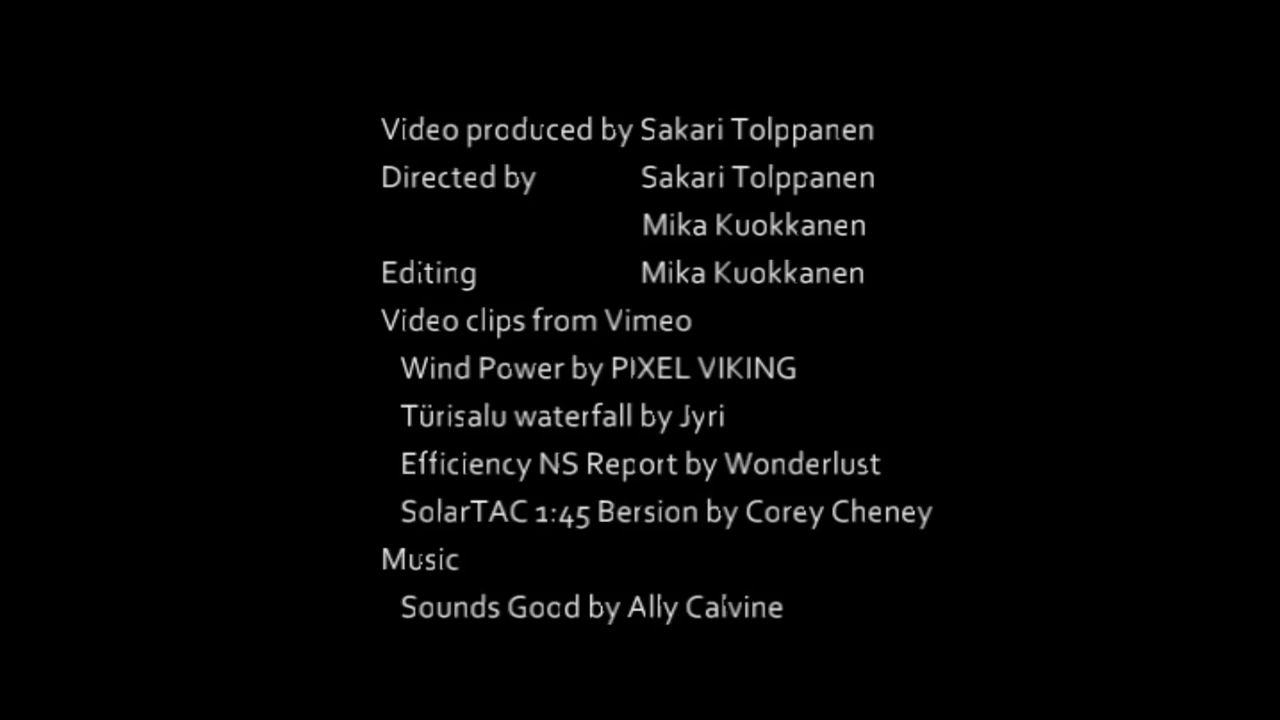 Video produced by Sakari Tolppanen
Directed by Sakari Tolppanen
Mika Kuokkanen
Editing Mika Kuokkanen
Video clips from Vimeo
Wind Power by PIXEL VIKING
Türisalu waterfall by Jyri
Efficiency NS Report by Wonderlust
SolarTAC 1:45 Bersion by Corey Cheney
Music
Sounds Good by Ally Calvine